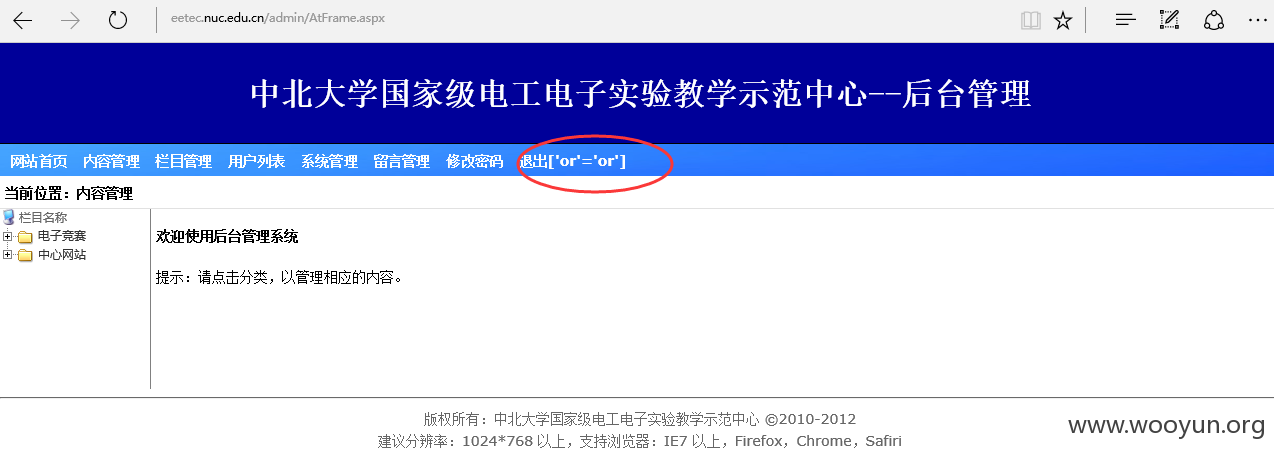 eetec.nuc.edu.cn/admin/AtFrame.aspx
中北大学国家级电工电子实验教学示范中心--后台管理
网站首页 内容管理 栏目管理 用户列表 系统管理 留言管理 修改密码 退出['or'='or']
当前位置：内容管理
栏目名称
电子竞赛
中心网站
欢迎使用后台管理系统
提示：请点击分类，以管理相应的内容。
版权所有：中北大学国家级电工电子实验教学示范中心 ©2010-2012
建议分辨率：1024*768 以上，支持浏览器：IE7 以上，Firefox，Chrome，Safiri
www.wooyun.org